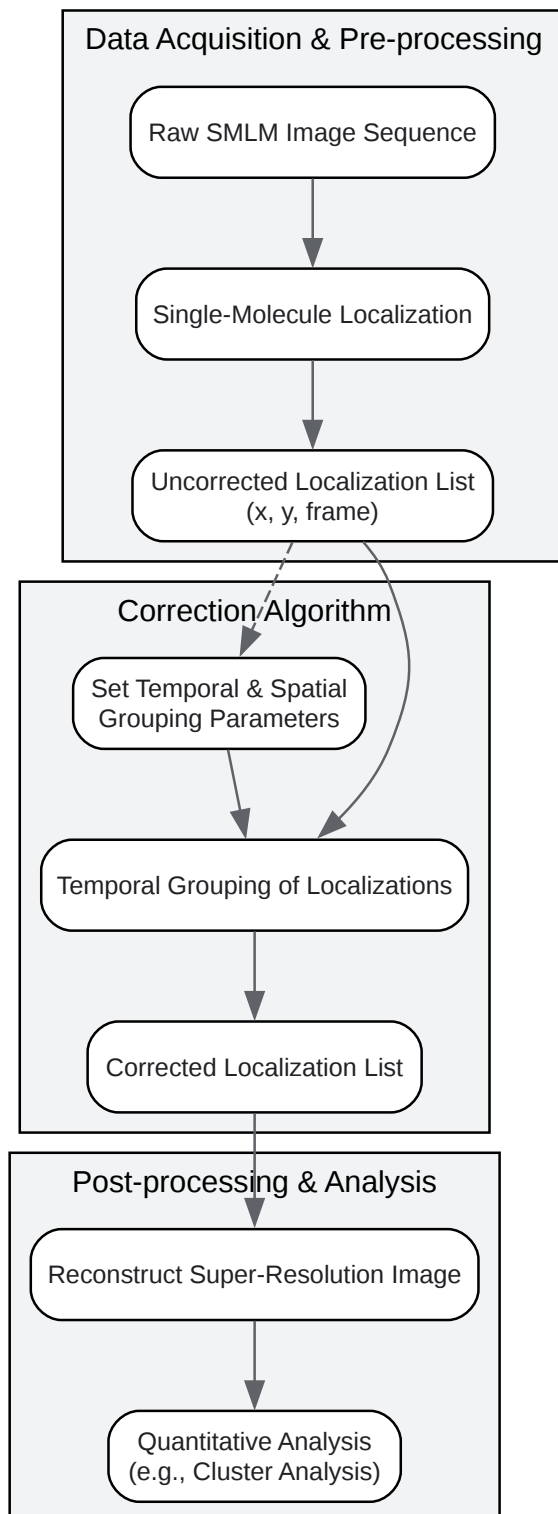 Data Acquisition & Pre-processing
Raw SMLM Image Sequence
Single-Molecule Localization
Uncorrected Localization List
(x, y, frame)
Correction Algorithm
Set Temporal & Spatial
Grouping Parameters
Temporal Grouping of Localizations
Corrected Localization List
Post-processing & Analysis
Reconstruct Super-Resolution Image
Quantitative Analysis
(e.g., Cluster Analysis)